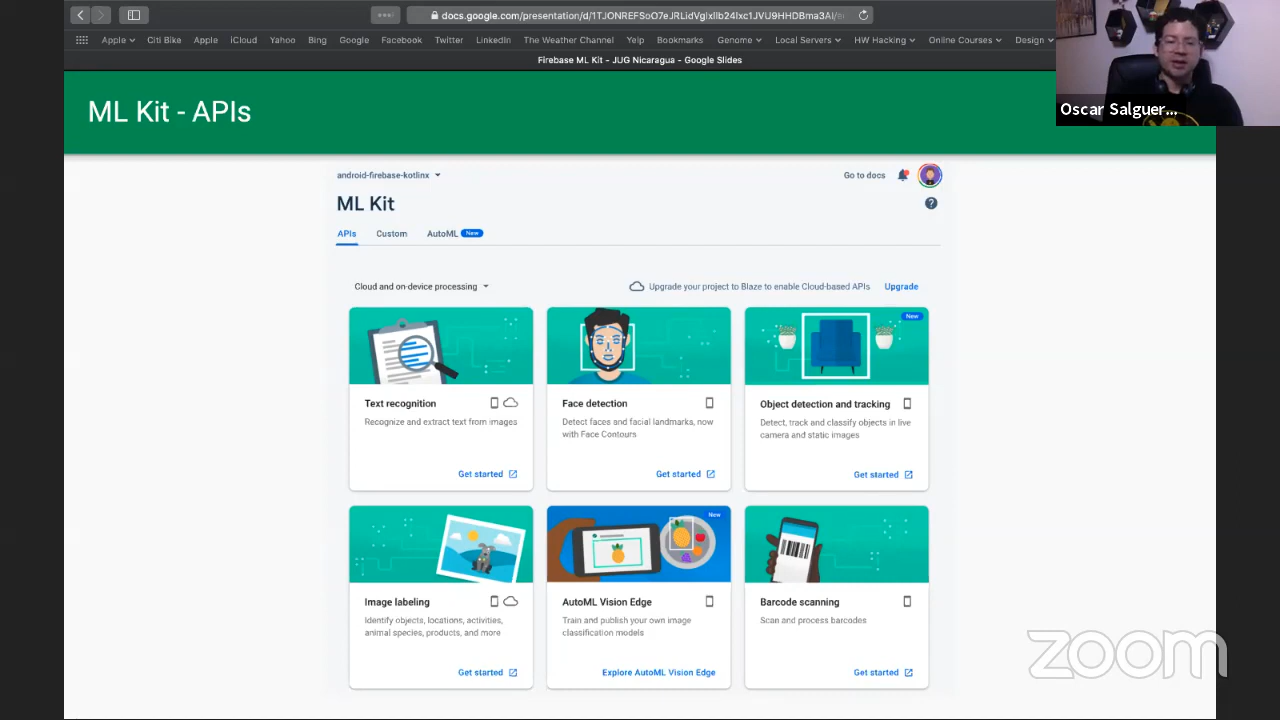 docs.google.com/presentation/d/1TJONREFSoO7eJRLidVgixIlb24lxc1JVU9HHDBma3AI/
Apple Citi Bike Apple iCloud Yahoo Bing Google Facebook Twitter LinkedIn The Weather Channel Yelp Bookmarks Genome Local Servers HW Hacking Online Courses Design
Firebase ML Kit - JUG Nicaragua - Google Slides
Oscar Salguer...
ML Kit - APIs
android-firebase-kotlinx
Go to docs
ML Kit
APIs Custom AutoML New
Cloud and on-device processing
Upgrade your project to Blaze to enable Cloud-based APIs Upgrade
Text recognition
Recognize and extract text from images
Get started
Face detection
Detect faces and facial landmarks, now
with Face Contours
Get started
New
Object detection and tracking
Detect, track and classify objects in live
camera and static images
Get started
Image labeling
Identify objects, locations, activities,
animal species, products, and more
Get started
New
AutoML Vision Edge
Train and publish your own image
classification models
Explore AutoML Vision Edge
Barcode scanning
Scan and process barcodes
Get started
zoom